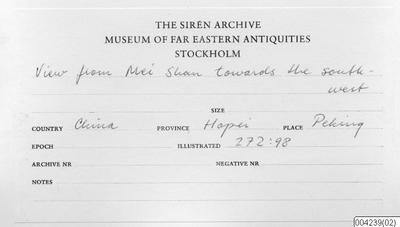 THE SIRÉN ARCHIVE
MUSEUM OF FAR EASTERN ANTIQUITIES
STOCKHOLM
View from Mei Shan towards the south-
west
SIZE
COUNTRY China PROVINCE Hopei PLACE Peking
EPOCH ILLUSTRATED 272:98
ARCHIVE NR NEGATIVE NR
NOTES
004239(02)